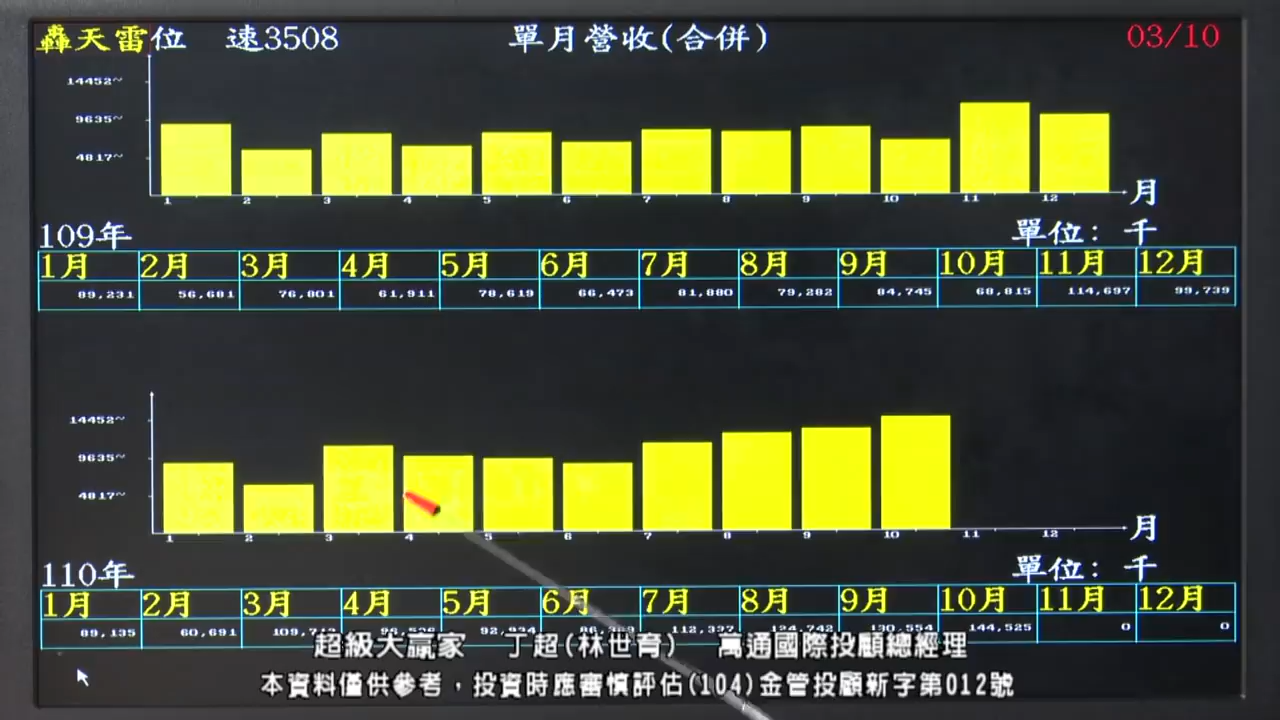 轟天雷位 速3508 單月營收(合併) 03/10
14452~
9635~
4817~
1 2 3 4 5 6 7 8 9 10 11 12 月
109年 單位: 千
1月 2月 3月 4月 5月 6月 7月 8月 9月 10月 11月 12月
89,231 56,681 76,801 61,911 78,619 66,473 81,880 79,282 84,745 68,815 114,697 99,739
14452~
9635~
4817~
1 2 3 4 5 6 7 8 9 10 11 12 月
110年 單位: 千
1月 2月 3月 4月 5月 6月 7月 8月 9月 10月 11月 12月
89,135 60,691 112,337 124,742 130,554 144,525 0 0
超級大贏家 丁超(林世育) 萬通國際投顧總經理
本資料僅供參考，投資時應審慎評估(104)金管投顧新字第012號